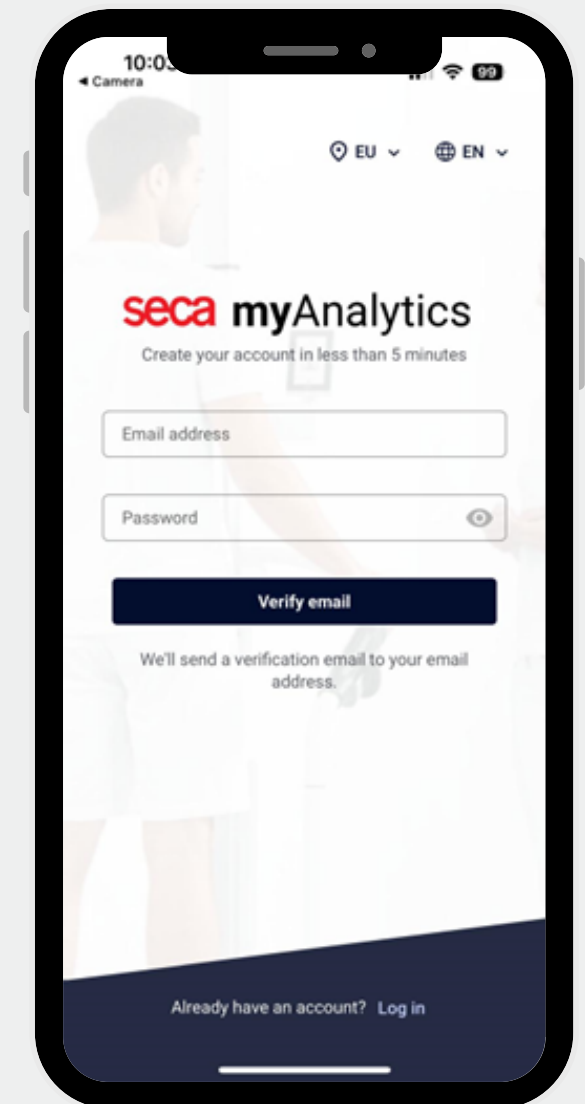 Camera
99
EU
EN
seca myAnalytics
Create your account in less than 5 minutes
Email address
Password
Verify email
We'll send a verification email to your email
address.
Already have an account? Log in